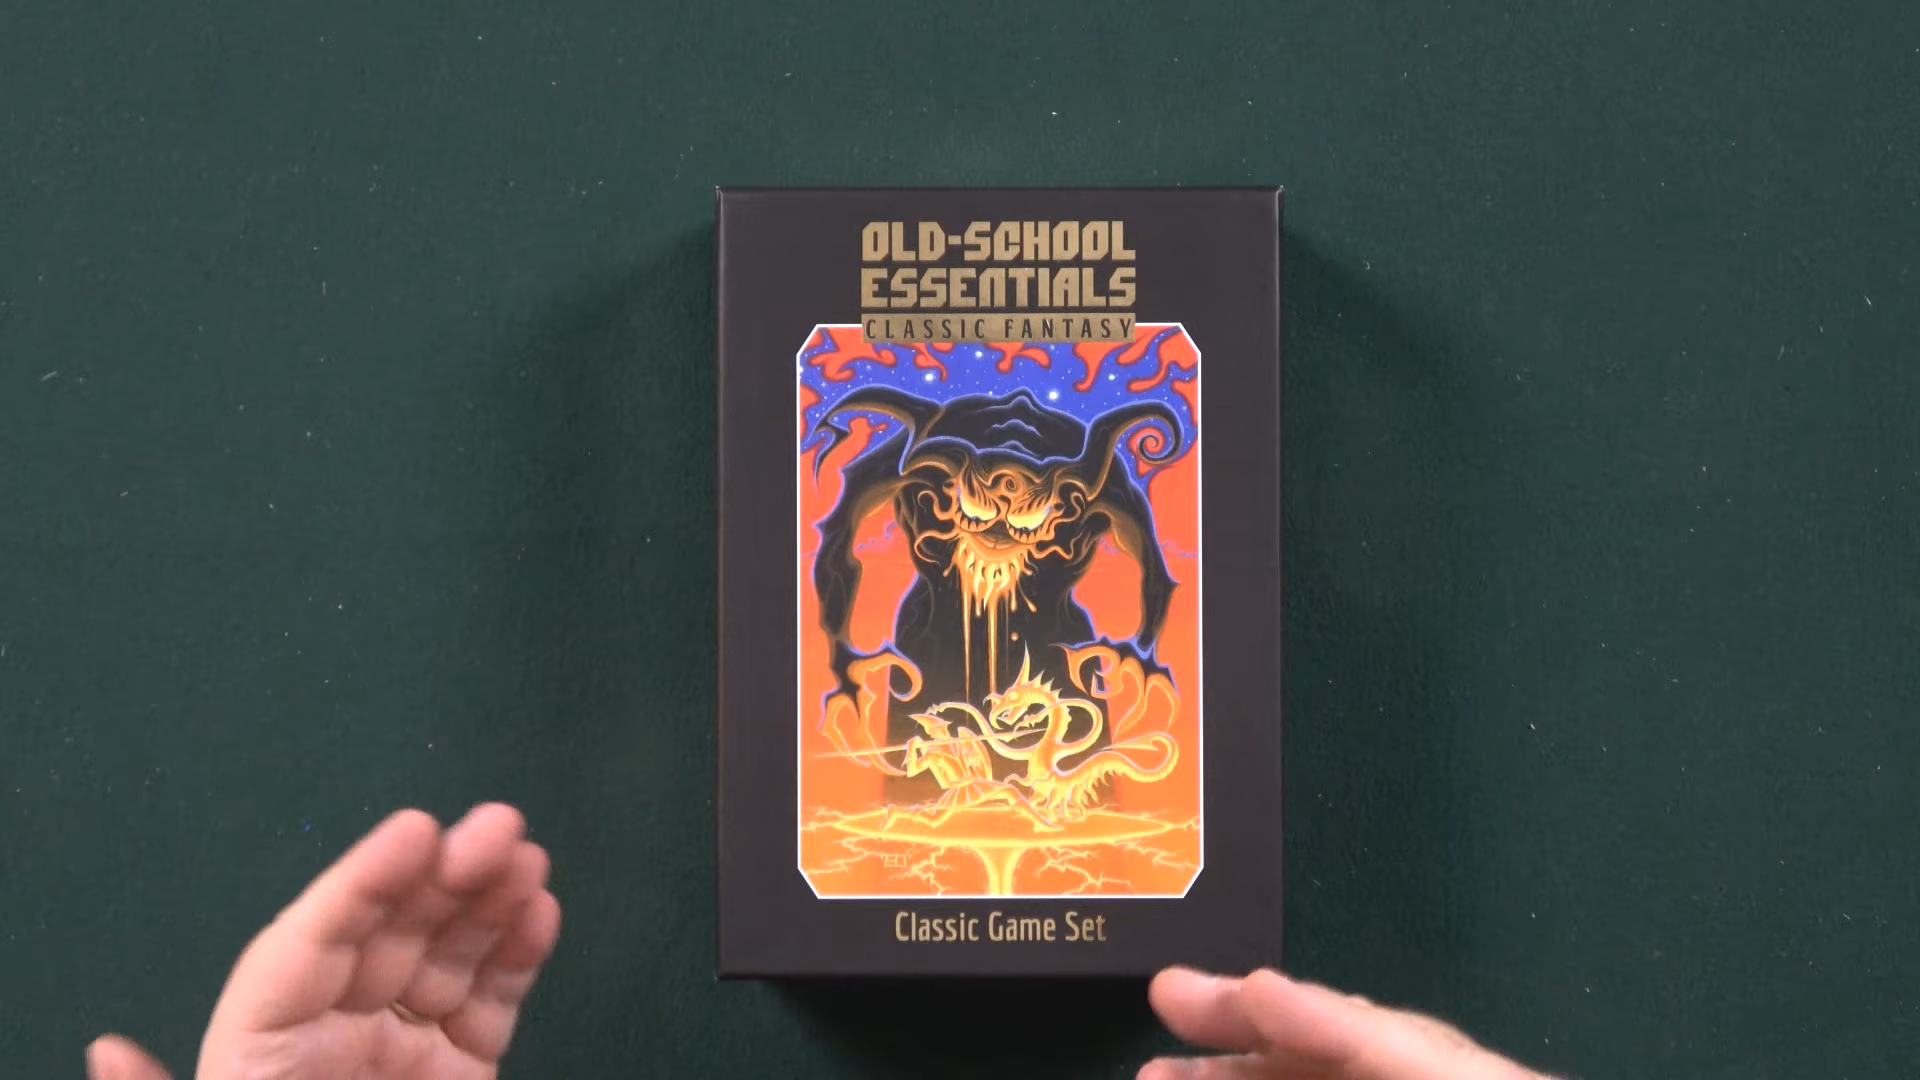 OLD-SCHOOL
ESSENTIALS
CLASSIC FANTASY
Classic Game Set